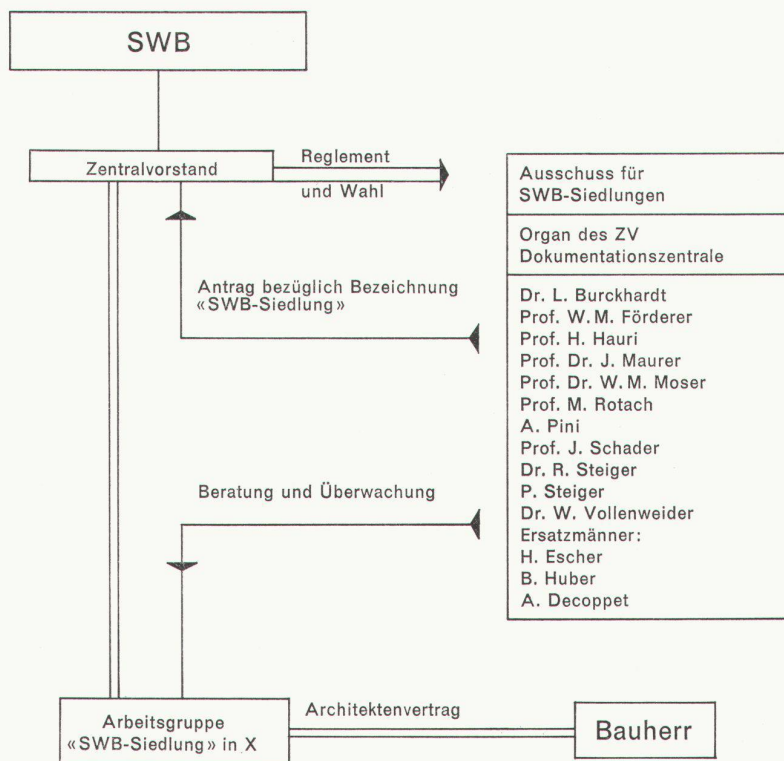 SWB
Zentralvorstand
Reglement
und Wahl
Antrag bezüglich Bezeichnung
«SWB-Siedlung»
Ausschuss für
SWB-Siedlungen
Organ des ZV
Dokumentationszentrale
Dr. L. Burckhardt
Prof. W. M. Förderer
Prof. H. Hauri
Prof. Dr. J. Maurer
Prof. Dr. W. M. Moser
Prof. M. Rotach
A. Pini
Prof. J. Schader
Dr. R. Steiger
P. Steiger
Dr. W. Vollenweider
Ersatzmänner:
H. Escher
B. Huber
A. Decoppet
Beratung und Überwachung
Arbeitsgruppe
«SWB-Siedlung» in X
Architektenvertrag
Bauherr